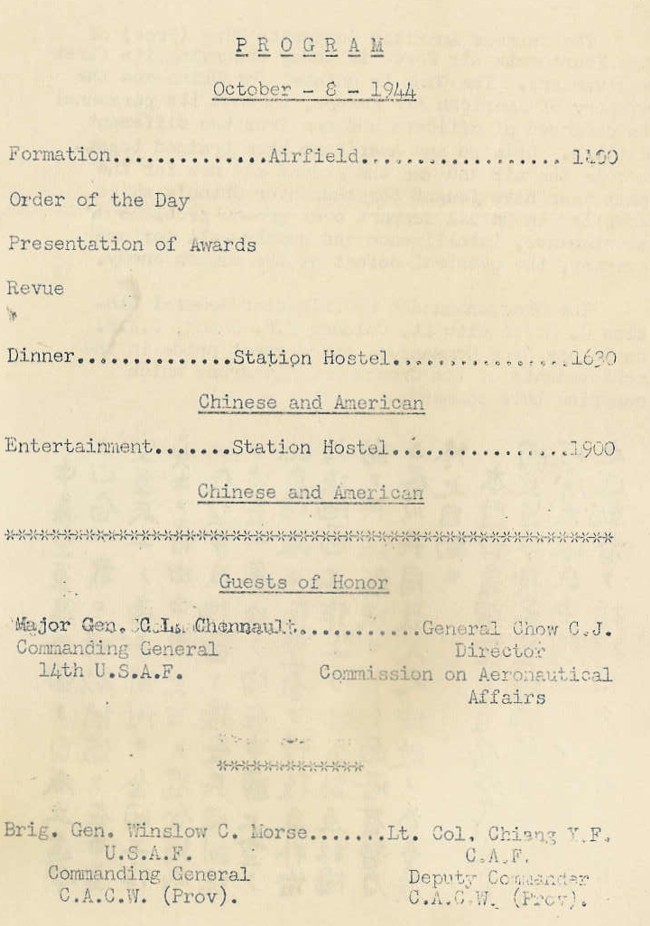 PROGRAM
October - 8 - 1944
Formation..............Airfield................... 1400
Order of the Day
Presentation of Awards
Revue
Dinner..............Station Hostel................1630
Chinese and American
Entertainment.......Station Hostel................1900
Chinese and American
************************************************
Guests of Honor
Major Gen. C.L. Chennault............General Chow C.J.
Commanding General Director
14th U.S.A.F. Commission on Aeronautical
Affairs
*************
Brig. Gen. Winslow C. Morse.......Lt. Col. Chiang Y.F.
U.S.A.F. C.A.F.
Commanding General Deputy Commander
C.A.C.W. (Prov). C.A.C.W. (Prov).